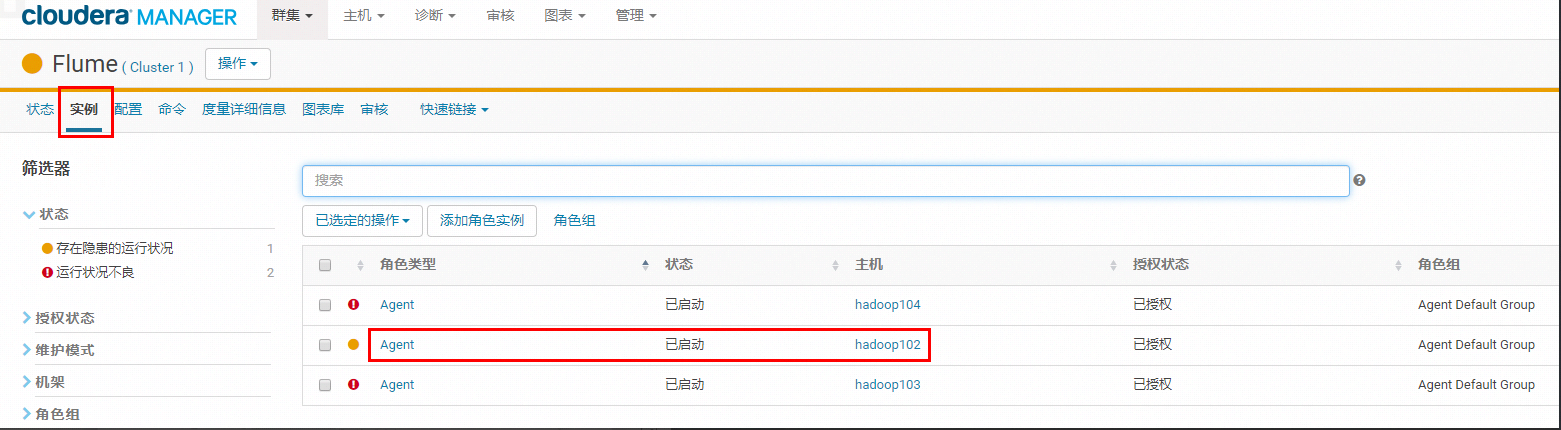 cloudera MANAGER 群集 主机 诊断 审核 图表 管理
Flume ( Cluster 1 ) 操作
状态 实例 配置 命令 度量详细信息 图表库 审核 快速链接
筛选器
搜索
状态
存在隐患的运行状况 1
运行状况不良 2
授权状态
维护模式
机架
角色组
已选定的操作 添加角色实例 角色组
角色类型 状态 主机 授权状态 角色组
Agent 已启动 hadoop104 已授权 Agent Default Group
Agent 已启动 hadoop102 已授权 Agent Default Group
Agent 已启动 hadoop103 已授权 Agent Default Group